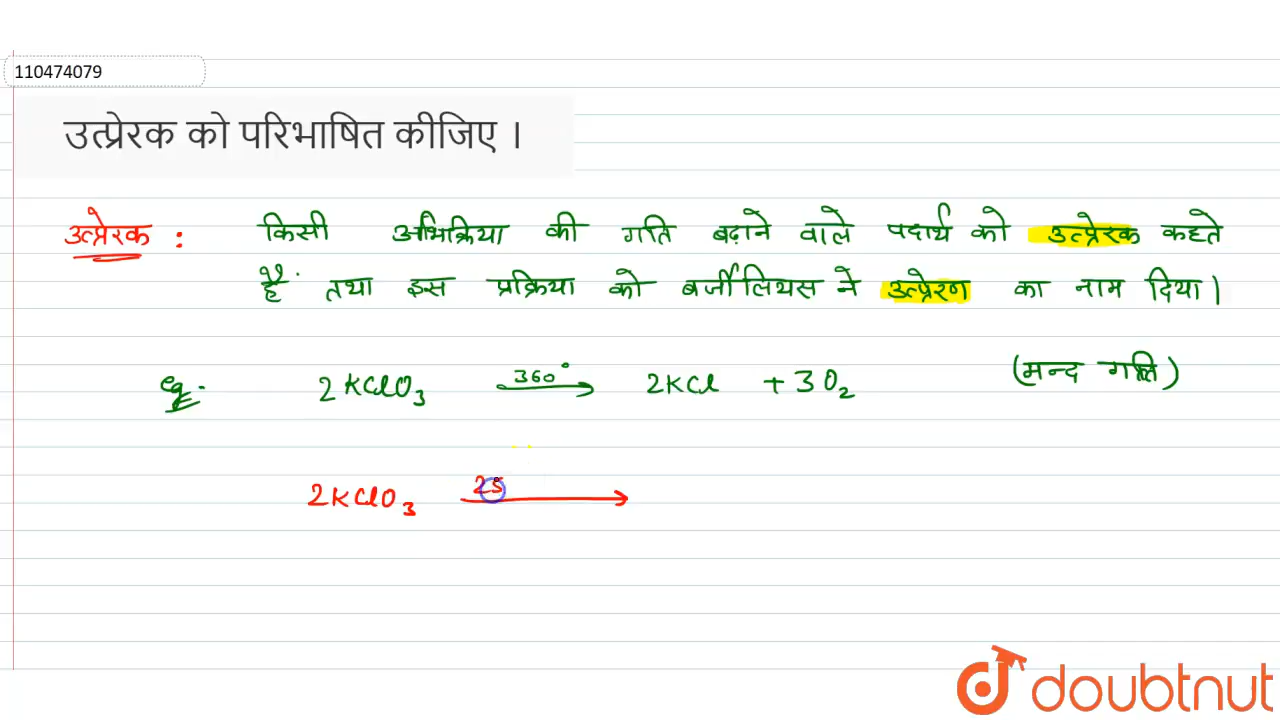 110474079
उत्प्रेरक को परिभाषित कीजिए ।
उत्प्रेरक : किसी अभिक्रिया की गति बढ़ाने वाले पदार्थ को उत्प्रेरक कहते
हैं तथा इस प्रक्रिया को बर्जीलियस ने उत्प्रेरण का नाम दिया।
eg. 2KClO₃ 360° → 2KCl + 3O₂ (मन्द गति)
2KClO₃ 25 →
doubtnut